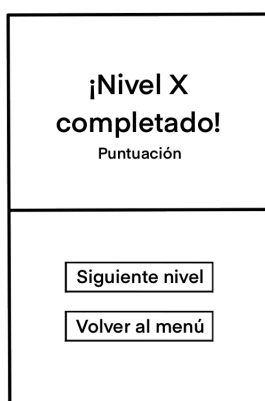 ¡Nivel X
completado!
Puntuación
Siguiente nivel
Volver al menú